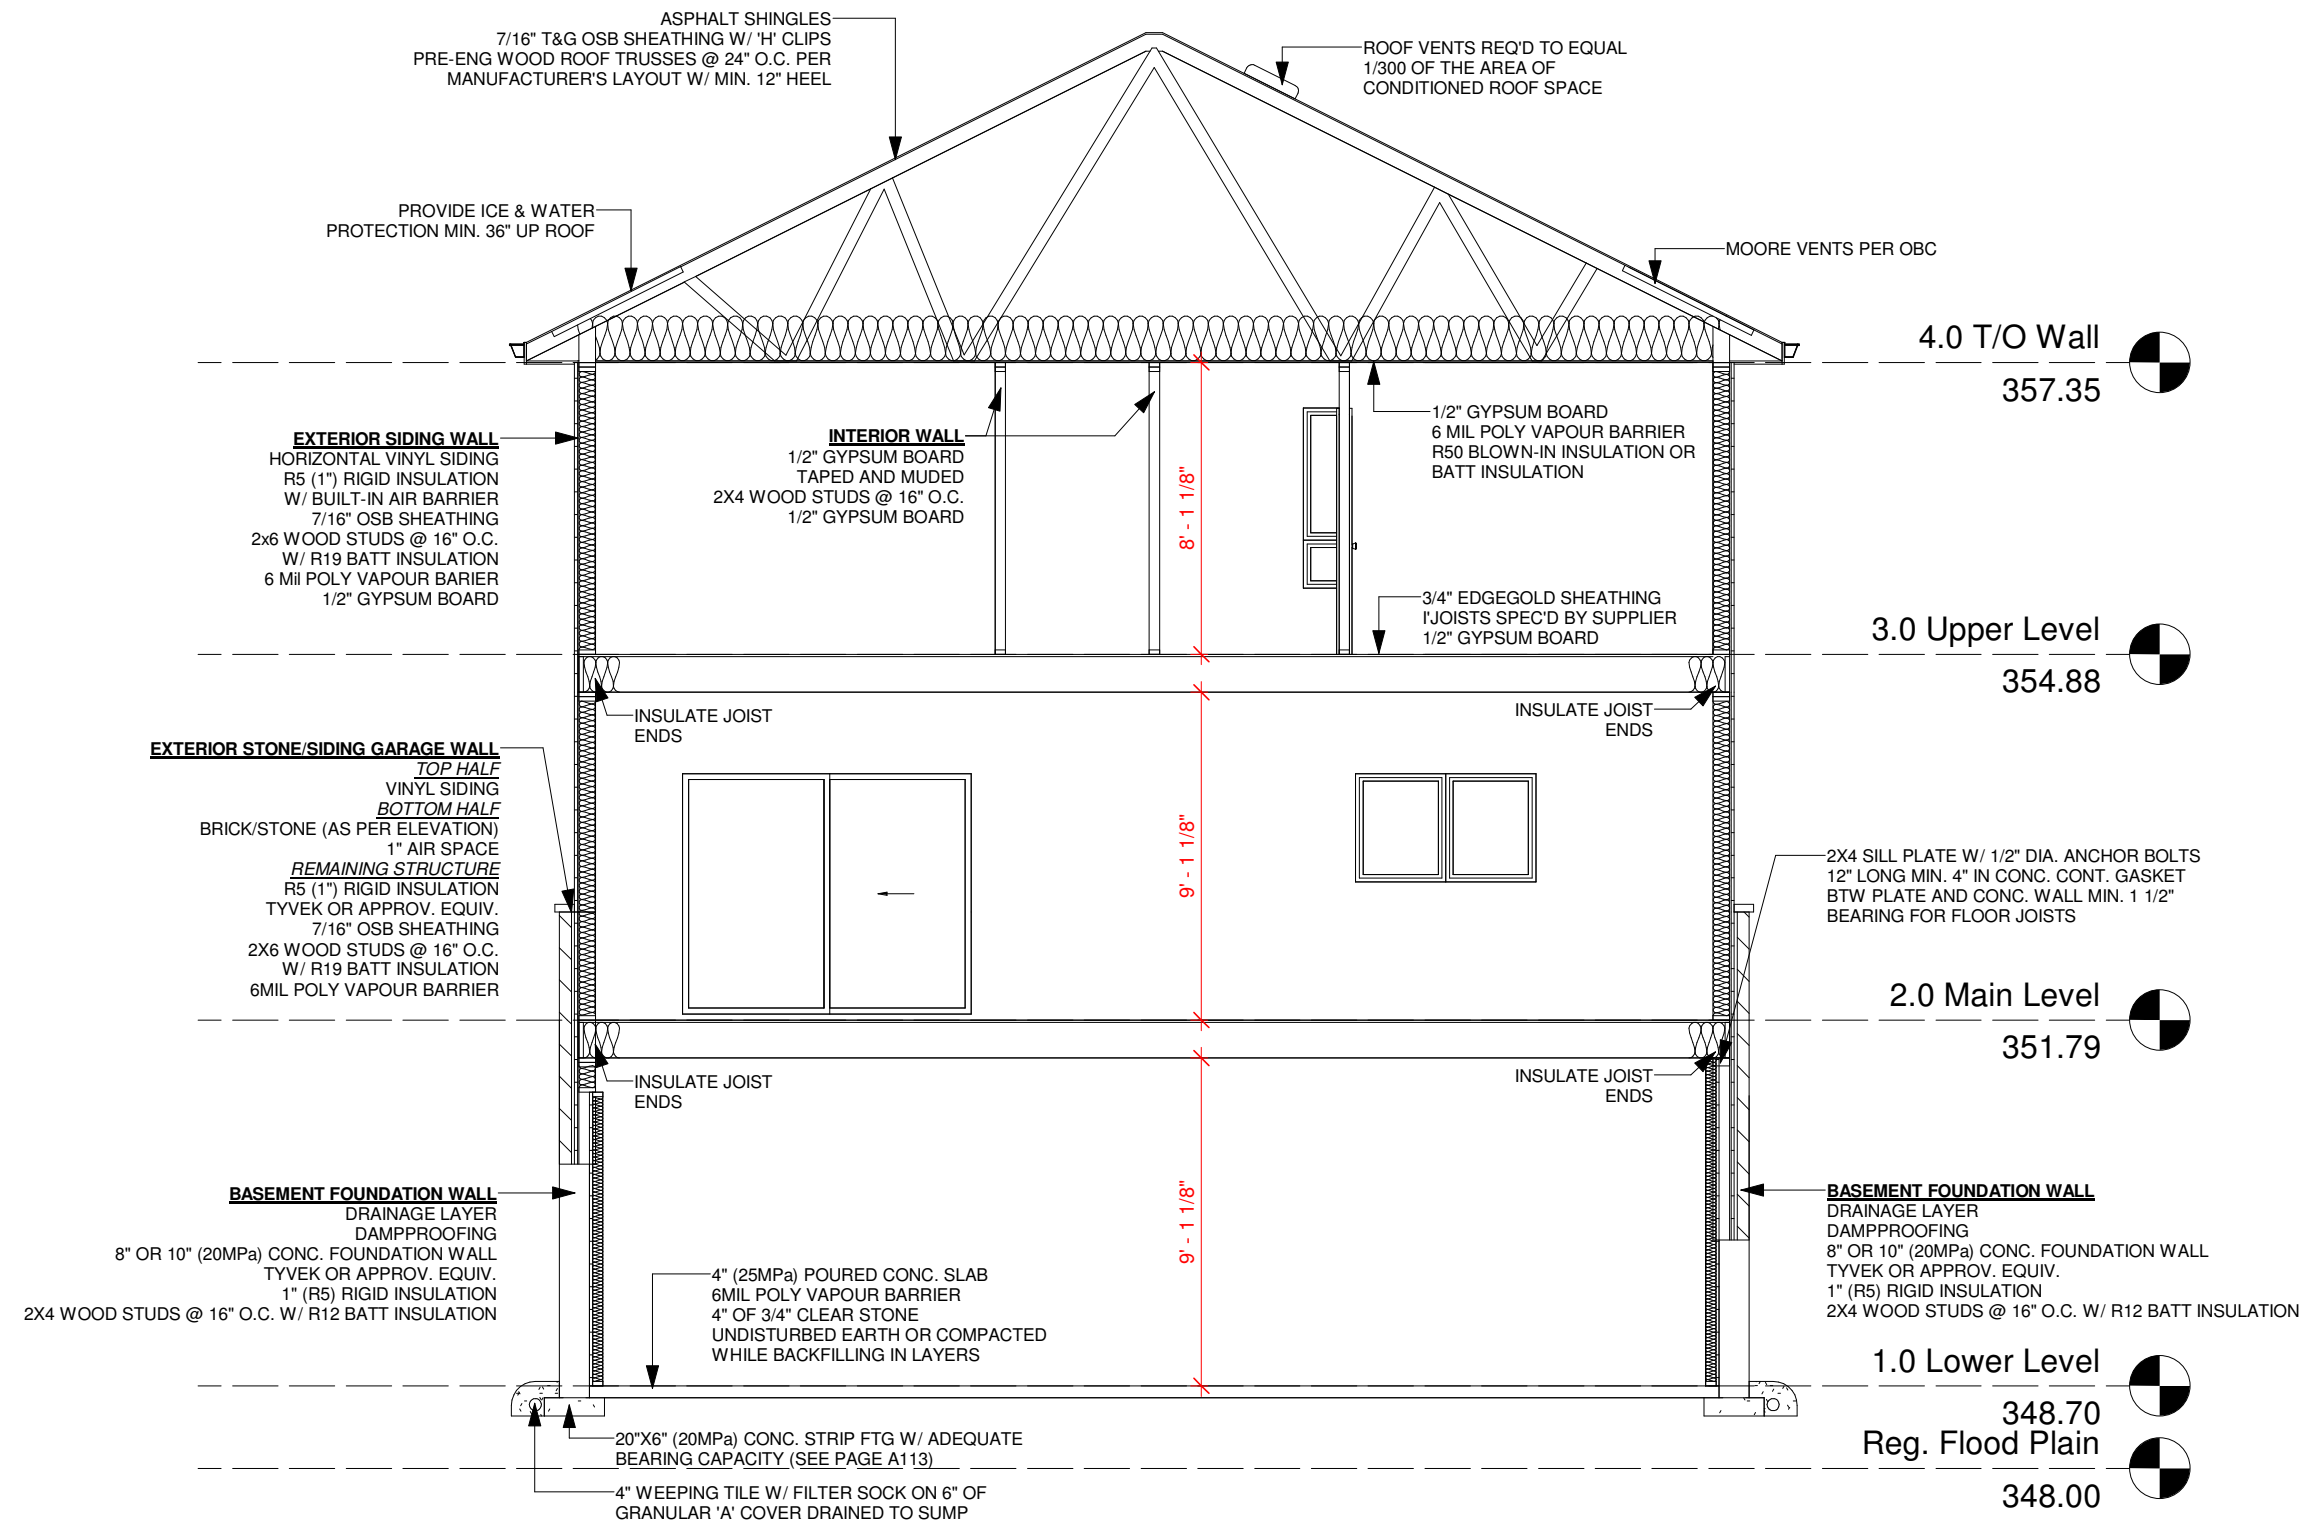 ASPHALT SHINGLES
7/16" T&G OSB SHEATHING W/ 'H' CLIPS
PRE-ENG WOOD ROOF TRUSSES @ 24" O.C. PER
MANUFACTURER'S LAYOUT W/ MIN. 12" HEEL
ROOF VENTS REQ'D TO EQUAL
1/300 OF THE AREA OF
CONDITIONED ROOF SPACE
PROVIDE ICE & WATER
PROTECTION MIN. 36" UP ROOF
MOORE VENTS PER OBC
4.0 T/O Wall
357.35
EXTERIOR SIDING WALL
HORIZONTAL VINYL SIDING
R5 (1") RIGID INSULATION
W/ BUILT-IN AIR BARRIER
7/16" OSB SHEATHING
2x6 WOOD STUDS @ 16" O.C.
W/ R19 BATT INSULATION
6 Mil POLY VAPOUR BARIER
1/2" GYPSUM BOARD
INTERIOR WALL
1/2" GYPSUM BOARD
TAPED AND MUDED
2X4 WOOD STUDS @ 16" O.C.
1/2" GYPSUM BOARD
8' - 1 1/8"
1/2" GYPSUM BOARD
6 MIL POLY VAPOUR BARRIER
R50 BLOWN-IN INSULATION OR
BATT INSULATION
3/4" EDGEGOLD SHEATHING
I'JOISTS SPEC'D BY SUPPLIER
1/2" GYPSUM BOARD
3.0 Upper Level
354.88
INSULATE JOIST
ENDS
INSULATE JOIST
ENDS
EXTERIOR STONE/SIDING GARAGE WALL
TOP HALF
VINYL SIDING
BOTTOM HALF
BRICK/STONE (AS PER ELEVATION)
1" AIR SPACE
REMAINING STRUCTURE
R5 (1") RIGID INSULATION
TYVEK OR APPROV. EQUIV.
7/16" OSB SHEATHING
2X6 WOOD STUDS @ 16" O.C.
W/ R19 BATT INSULATION
6MIL POLY VAPOUR BARRIER
9' - 1 1/8"
2X4 SILL PLATE W/ 1/2" DIA. ANCHOR BOLTS
12" LONG MIN. 4" IN CONC. CONT. GASKET
BTW PLATE AND CONC. WALL MIN. 1 1/2"
BEARING FOR FLOOR JOISTS
2.0 Main Level
351.79
INSULATE JOIST
ENDS
INSULATE JOIST
ENDS
BASEMENT FOUNDATION WALL
DRAINAGE LAYER
DAMPPROOFING
8" OR 10" (20MPa) CONC. FOUNDATION WALL
TYVEK OR APPROV. EQUIV.
1" (R5) RIGID INSULATION
2X4 WOOD STUDS @ 16" O.C. W/ R12 BATT INSULATION
9' - 1 1/8"
4" (25MPa) POURED CONC. SLAB
6MIL POLY VAPOUR BARRIER
4" OF 3/4" CLEAR STONE
UNDISTURBED EARTH OR COMPACTED
WHILE BACKFILLING IN LAYERS
BASEMENT FOUNDATION WALL
DRAINAGE LAYER
DAMPPROOFING
8" OR 10" (20MPa) CONC. FOUNDATION WALL
TYVEK OR APPROV. EQUIV.
1" (R5) RIGID INSULATION
2X4 WOOD STUDS @ 16" O.C. W/ R12 BATT INSULATION
1.0 Lower Level
348.70
Reg. Flood Plain
348.00
20"X6" (20MPa) CONC. STRIP FTG W/ ADEQUATE
BEARING CAPACITY (SEE PAGE A113)
4" WEEPING TILE W/ FILTER SOCK ON 6" OF
GRANULAR 'A' COVER DRAINED TO SUMP